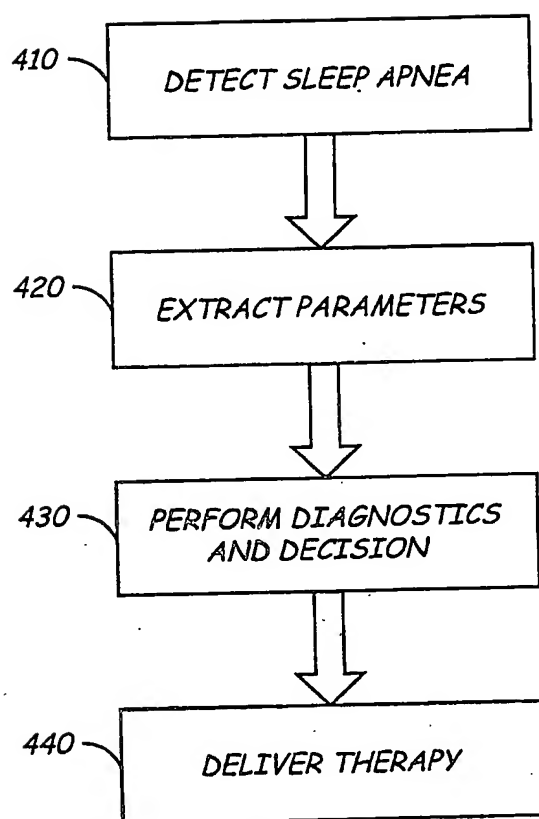 410
DETECT SLEEP APNEA
420
EXTRACT PARAMETERS
430
PERFORM DIAGNOSTICS
AND DECISION
440
DELIVER THERAPY